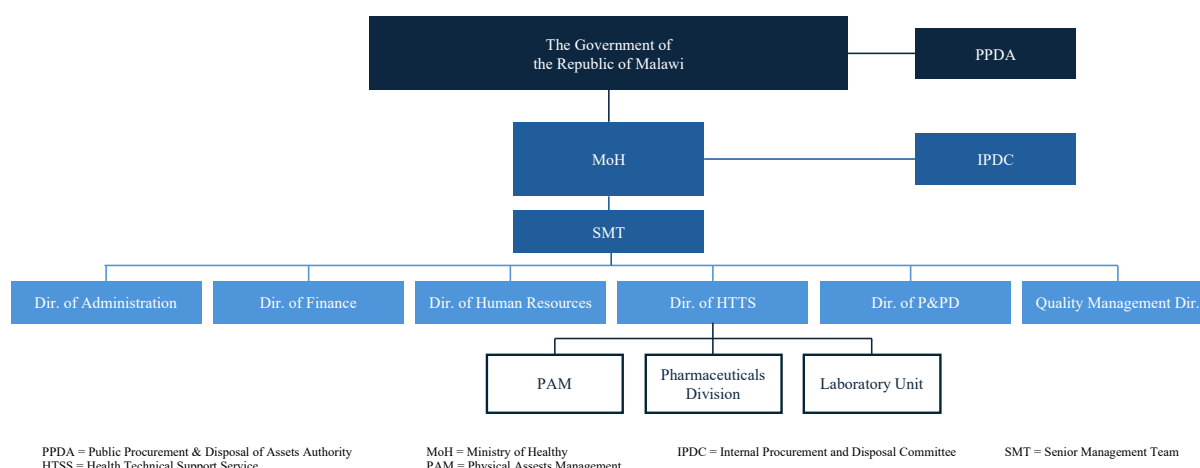 The Government of
the Republic of Malawi
PPDA
MoH
IPDC
SMT
Dir. of Administration
Dir. of Finance
Dir. of Human Resources
Dir. of HTTS
Dir. of P&PD
Quality Management Dir.
PAM
Pharmaceuticals
Division
Laboratory Unit
PPDA = Public Procurement & Disposal of Assets Authority
MoH = Ministry of Healthy
IPDC = Internal Procurement and Disposal Committee
SMT = Senior Management Team
HTSS = Health Technical Support Service
PAM = Physical Assests Management